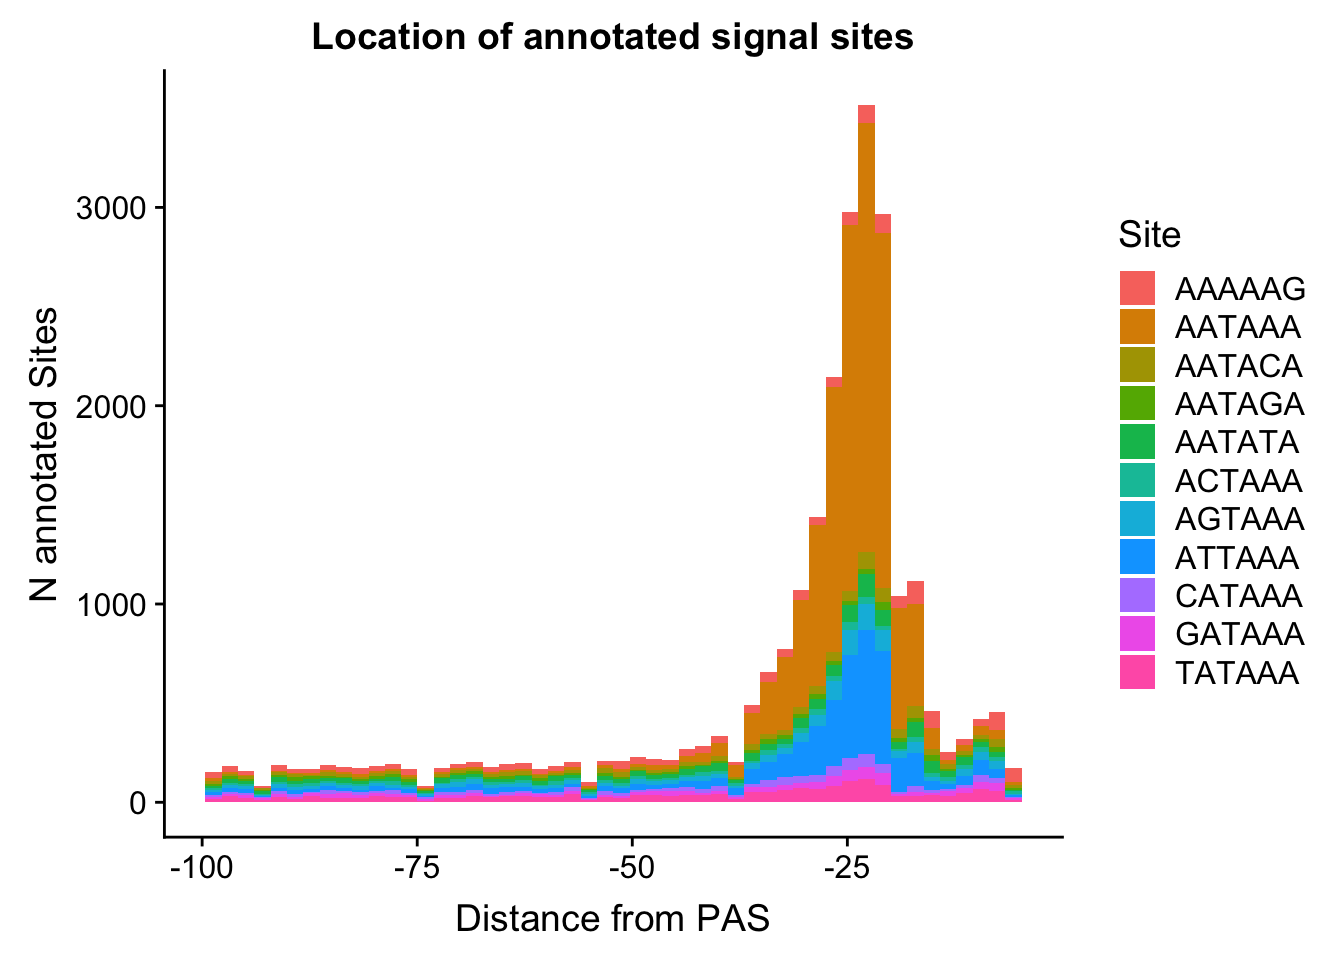 Location of annotated signal sites
N annotated Sites
3000
2000
1000
0
-100
-75
-50
-25
Distance from PAS
Site
AAAAAG
AATAAA
AATACA
AATAGA
AATATA
ACTAAA
AGTAAA
ATTAAA
CATAAA
GATAAA
TATAAA